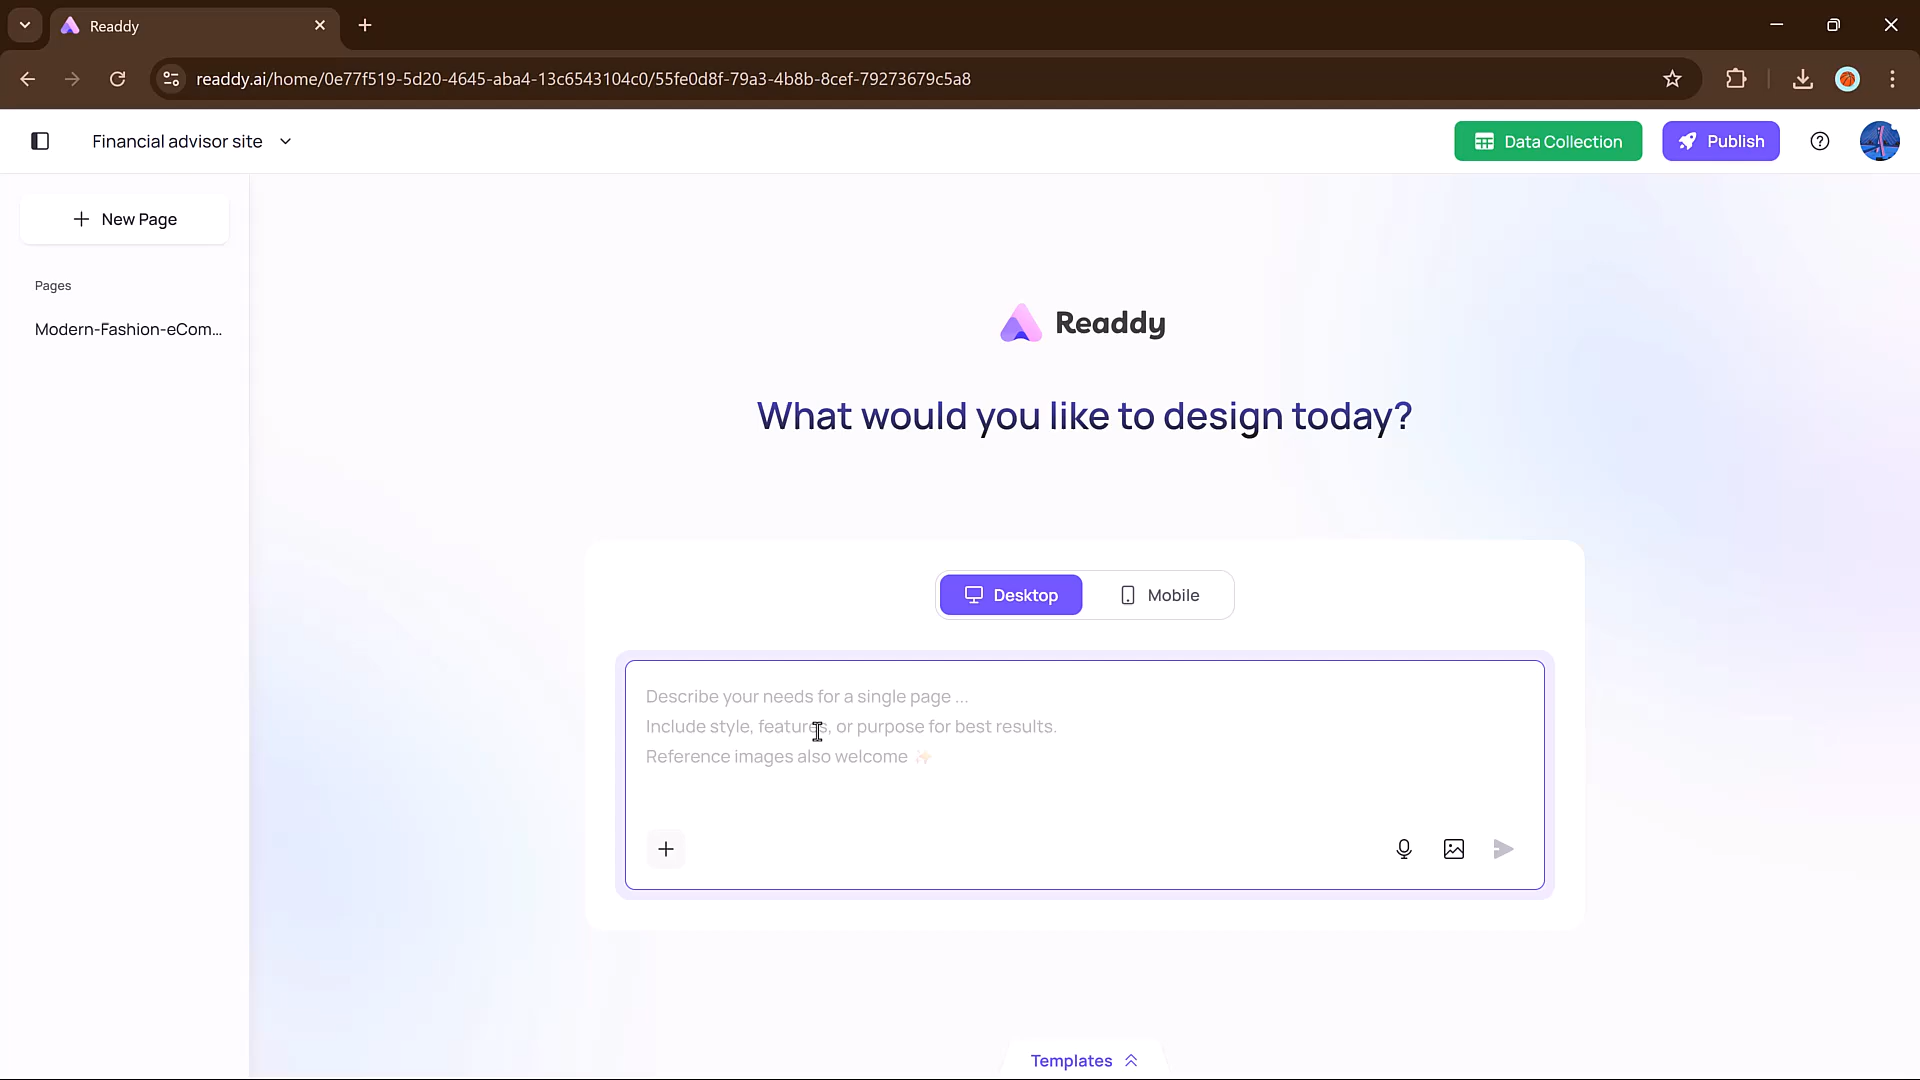 Readdy
readdy.ai/home/0e77f519-5d20-4645-aba4-13c6543104c0/55fe0d8f-79a3-4b8b-8cef-79273679c5a8
Financial advisor site
Data Collection
Publish
New Page
Pages
Modern-Fashion-eCom...
Readdy
What would you like to design today?
Desktop
Mobile
Describe your needs for a single page ...
Include style, features, or purpose for best results.
Reference images also welcome ✨
Templates